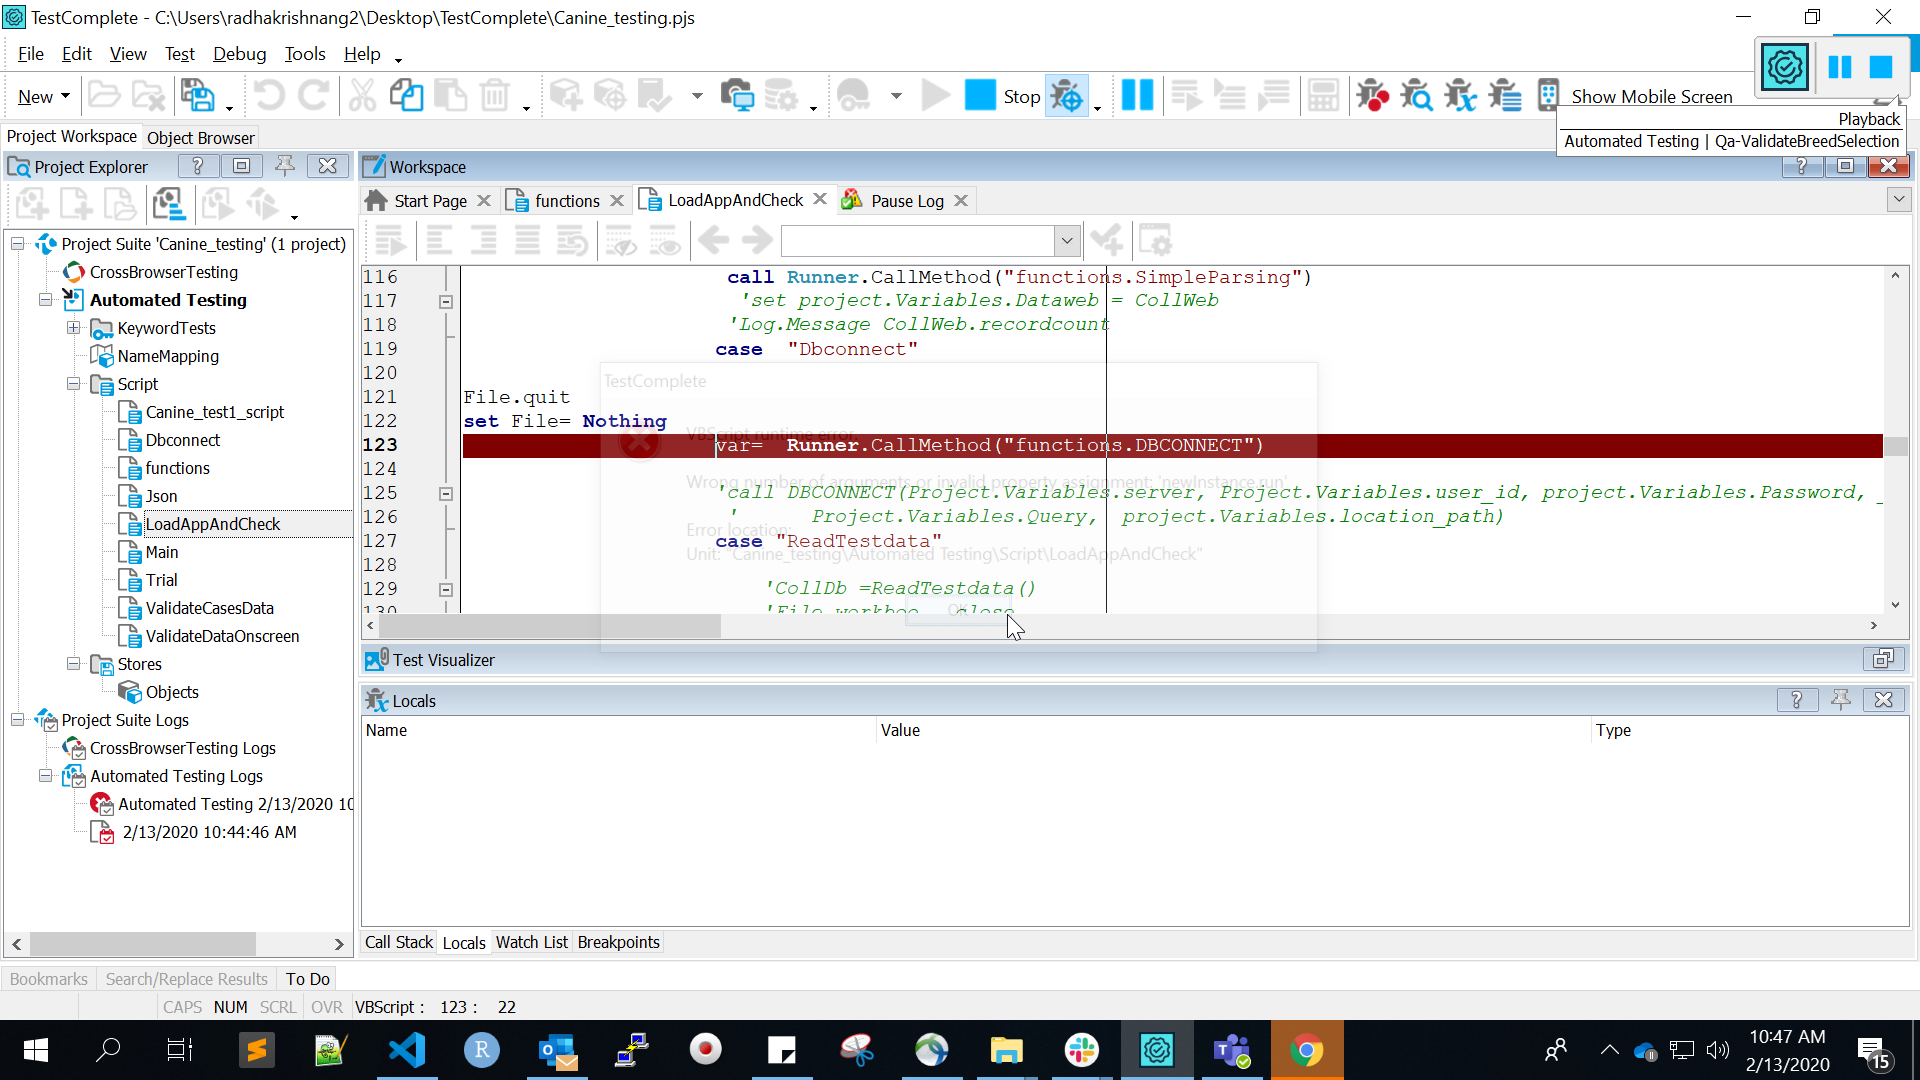 TestComplete - C:\Users\radhakrishnang2\Desktop\TestComplete\Canine_testing.pjs
File Edit View Test Debug Tools Help
New Stop Show Mobile Screen
Playback
Automated Testing | Qa-ValidateBreedSelection
Project Workspace Object Browser
Project Explorer
Workspace
Start Page functions LoadAppAndCheck Pause Log
Project Suite 'Canine_testing' (1 project)
CrossBrowserTesting
Automated Testing
KeywordTests
NameMapping
Script
Canine_test1_script
Dbconnect
functions
Json
LoadAppAndCheck
Main
Trial
ValidateCasesData
ValidateDataOnscreen
Stores
Objects
Project Suite Logs
CrossBrowserTesting Logs
Automated Testing Logs
Automated Testing 2/13/2020 10
2/13/2020 10:44:46 AM
116 call Runner.CallMethod("functions.SimpleParsing")
117 'set project.Variables.Dataweb = CollWeb
118 'Log.Message CollWeb.recordcount
119 case "Dbconnect"
120
121 File.quit
122 set File= Nothing
123 var= Runner.CallMethod("functions.DBCONNECT")
124
125 'call DBCONNECT(Project.Variables.server, Project.Variables.user_id, project.Variables.Password, _
126 ' Project.Variables.Query, project.Variables.location_path)
127 case "ReadTestdata"
128
129 'CollDb =ReadTestdata()
130 'File.workboo close
TestComplete
VBScript runtime error.
Wrong number of arguments or invalid property assignment: 'newInstance.run'
Error location:
Unit: "Canine_testing\Automated Testing\Script\LoadAppAndCheck"
OK
Test Visualizer
Locals
Name Value Type
Call Stack Locals Watch List Breakpoints
Bookmarks Search/Replace Results To Do
CAPS NUM SCRL OVR VBScript : 123 : 22
10:47 AM
2/13/2020
15